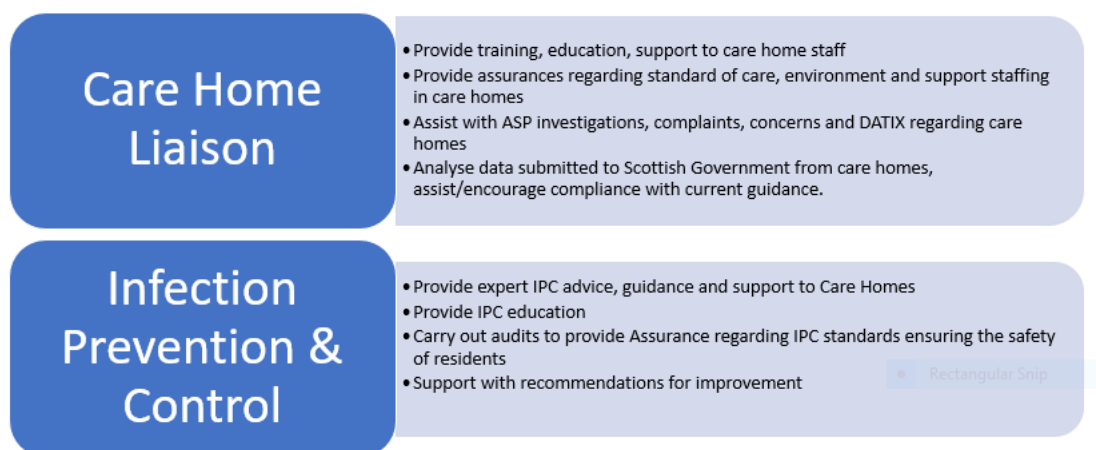 Care Home
Liaison
•Provide training, education, support to care home staff
•Provide assurances regarding standard of care, environment and support staffing
in care homes
•Assist with ASP investigations, complaints, concerns and DATIX regarding care
homes
•Analyse data submitted to Scottish Government from care homes,
assist/encourage compliance with current guidance.
Infection
Prevention &
Control
•Provide expert IPC advice, guidance and support to Care Homes
•Provide IPC education
•Carry out audits to provide Assurance regarding IPC standards ensuring the safety
of residents
•Support with recommendations for improvement
Rectangular Snip